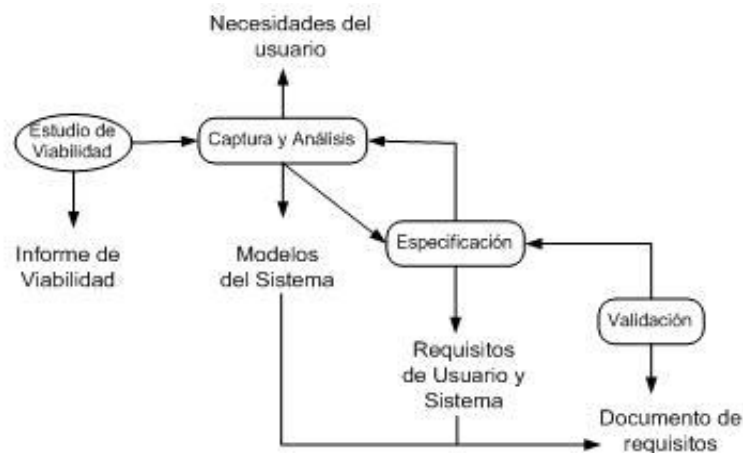 Necesidades del
usuario
Estudio de
Viabilidad
Captura y Análisis
Informe de
Viabilidad
Modelos
del Sistema
Especificación
Requisitos
de Usuario y
Sistema
Validación
Documento de
requisitos